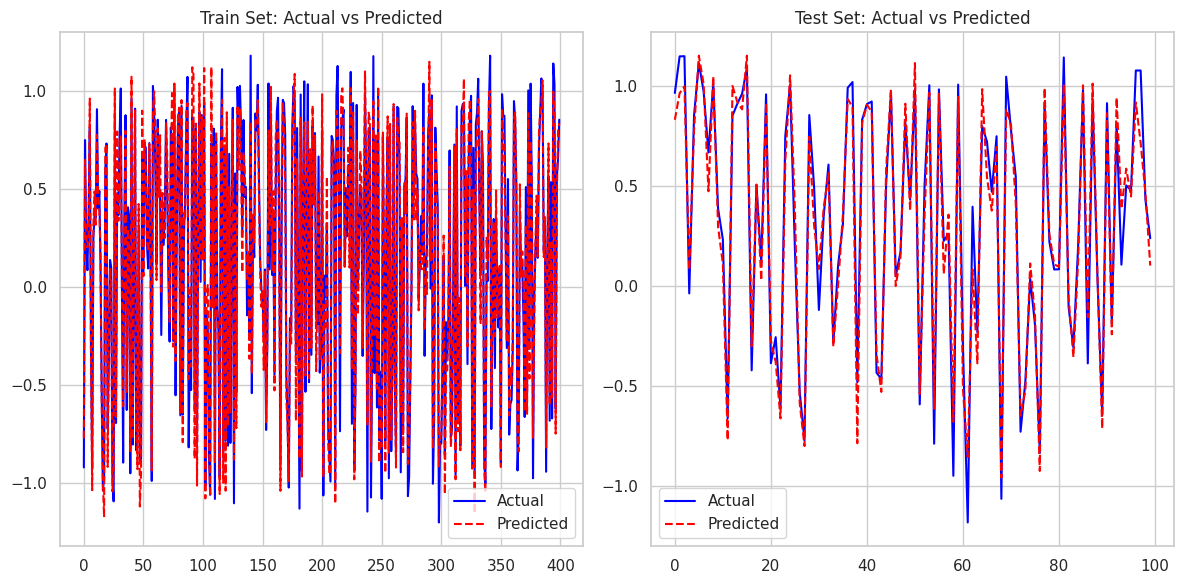 Train Set: Actual vs Predicted
1.0
0.5
0.0
−0.5
−1.0
0 50 100 150 200 250 300 350 400
Actual
Predicted
Test Set: Actual vs Predicted
1.0
0.5
0.0
−0.5
−1.0
0 20 40 60 80 100
Actual
Predicted